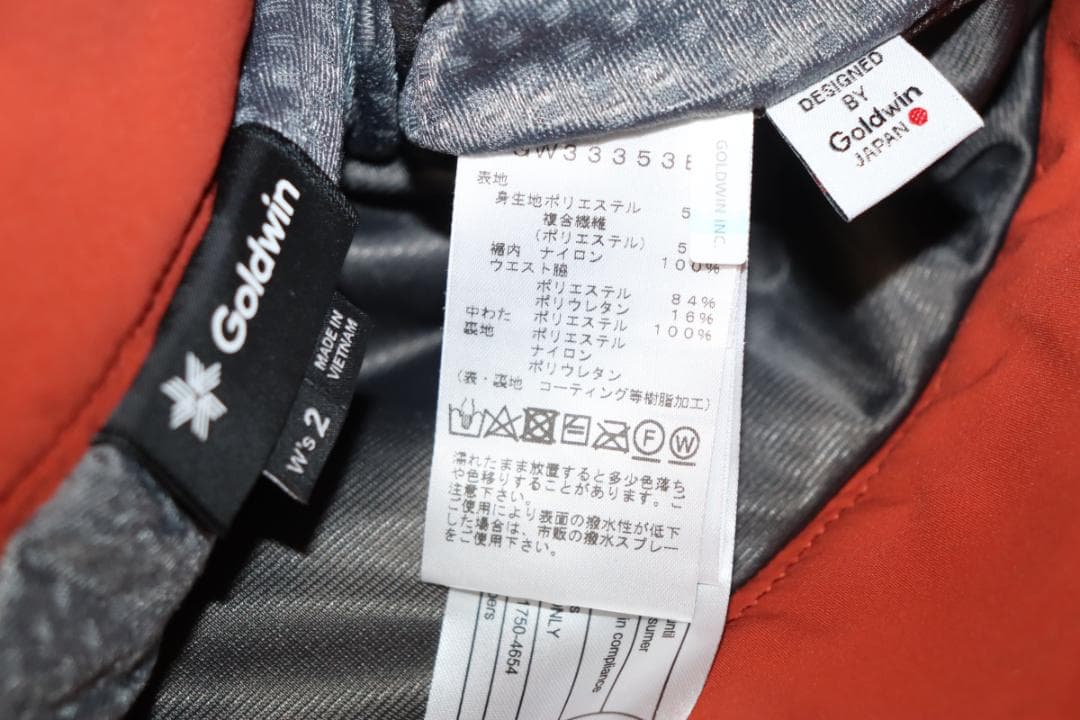 Goldwin
MADE IN
VIETNAM
W's 2
DESIGNED
BY
Goldwin
JAPAN
GOLDWIN INC.
GW33353
表地
身生地ポリエステル 5
複合繊維
(ポリエステル) 5
裾内 ナイロン 100%
ウエスト脇
ポリエステル 84%
ポリウレタン 16%
中わた ポリエステル 100%
裏地 ポリエステル
ナイロン
ポリウレタン
(表・裏地 コーティング等樹脂加工)
F W
濡れたまま放置すると多少色落ち
や色移りすることがあります。ご
注意下さい。
ご使用により表面の撥水性が低下
した場合は、市販の撥水スプレー
をご使用下さい。
1750-4654
in compliance